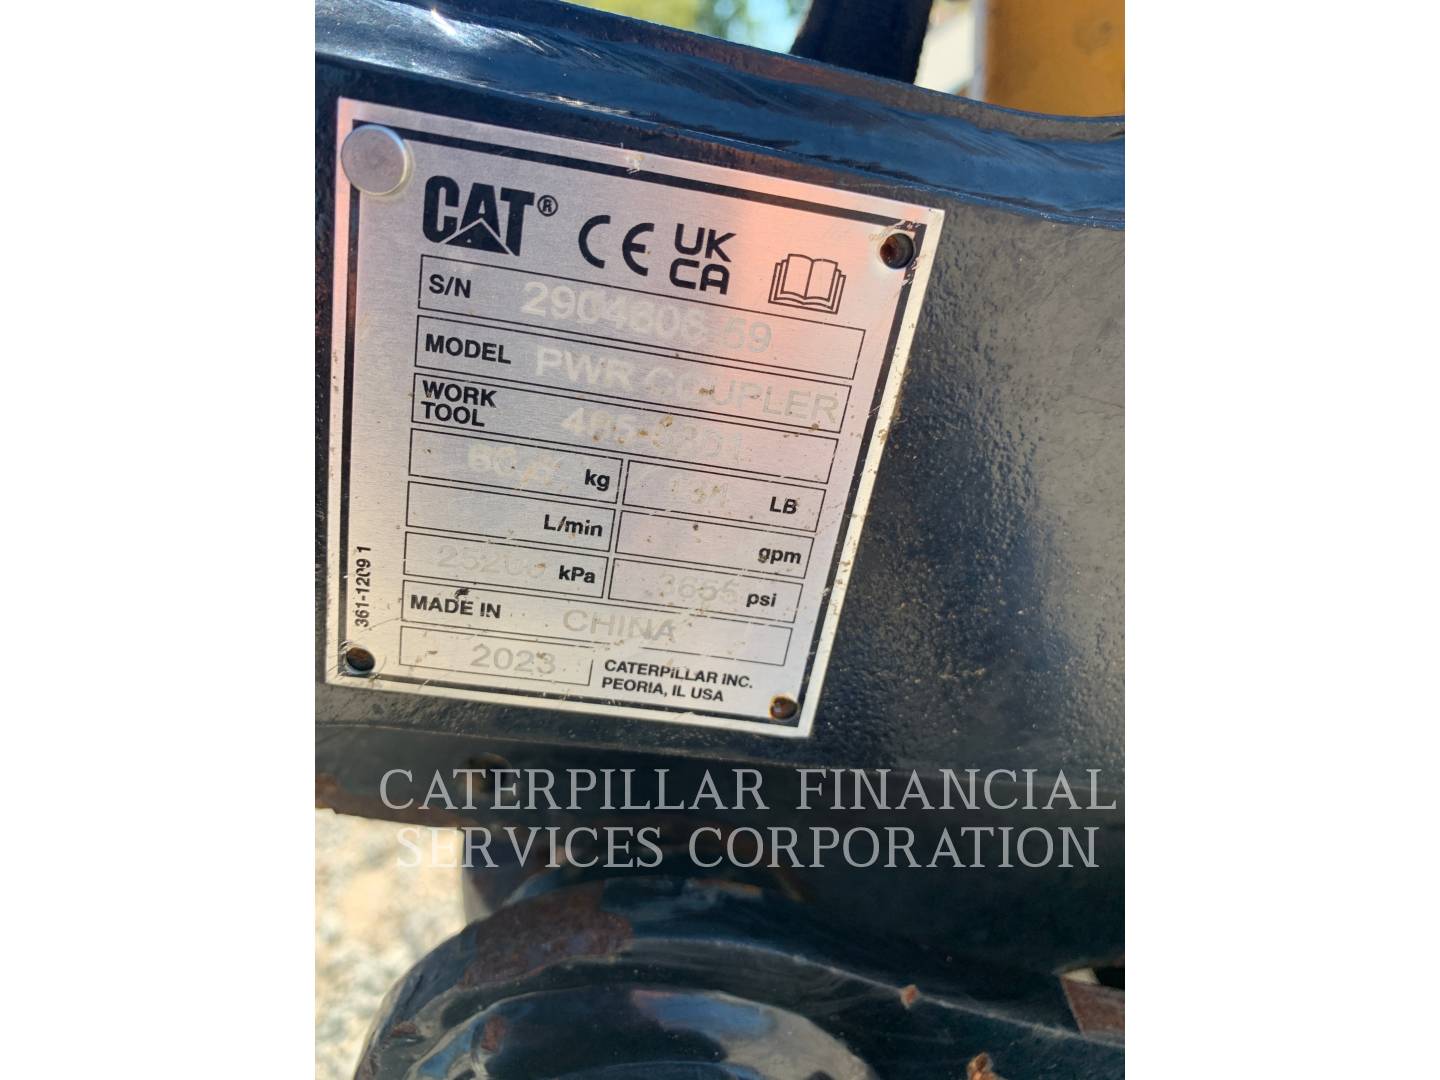 CAT®
CE UK CA
S/N
MODEL PWR COUPLER
WORK TOOL
kg LB
L/min gpm
kPa 3655 psi
MADE IN CHINA
2023 CATERPILLAR INC.
PEORIA, IL USA
361-1209 1
CATERPILLAR FINANCIAL
SERVICES CORPORATION